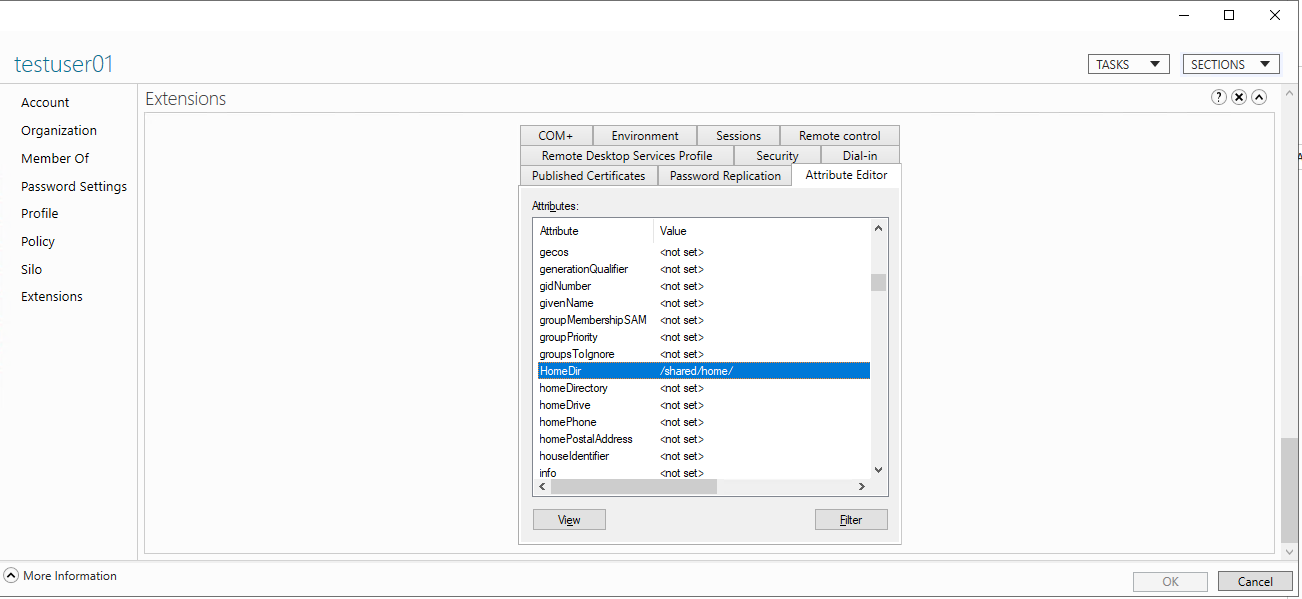 testuser01
TASKS
SECTIONS
Account
Organization
Member Of
Password Settings
Profile
Policy
Silo
Extensions
Extensions
?
COM+ Environment Sessions Remote control
Remote Desktop Services Profile Security Dial-in
Published Certificates Password Replication Attribute Editor
Attributes:
Attribute Value
gecos <not set>
generationQualifier <not set>
gidNumber <not set>
givenName <not set>
groupMembershipSAM <not set>
groupPriority <not set>
groupsToIgnore <not set>
HomeDir /shared/home/
homeDirectory <not set>
homeDrive <not set>
homePhone <not set>
homePostalAddress <not set>
houseIdentifier <not set>
info <not set>
View Filter
More Information
OK Cancel